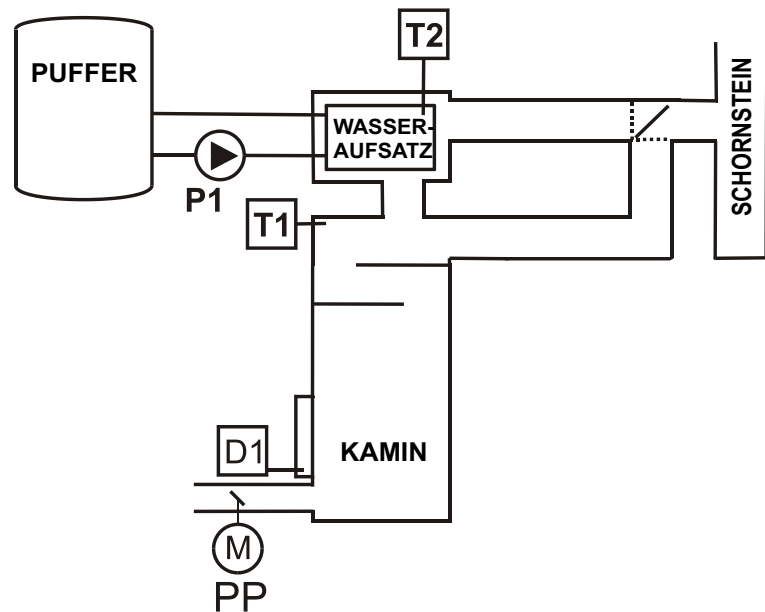 T2
PUFFER
WASSER-
AUFSATZ
SCHORNSTEIN
P1
T1
D1
KAMIN
M
PP